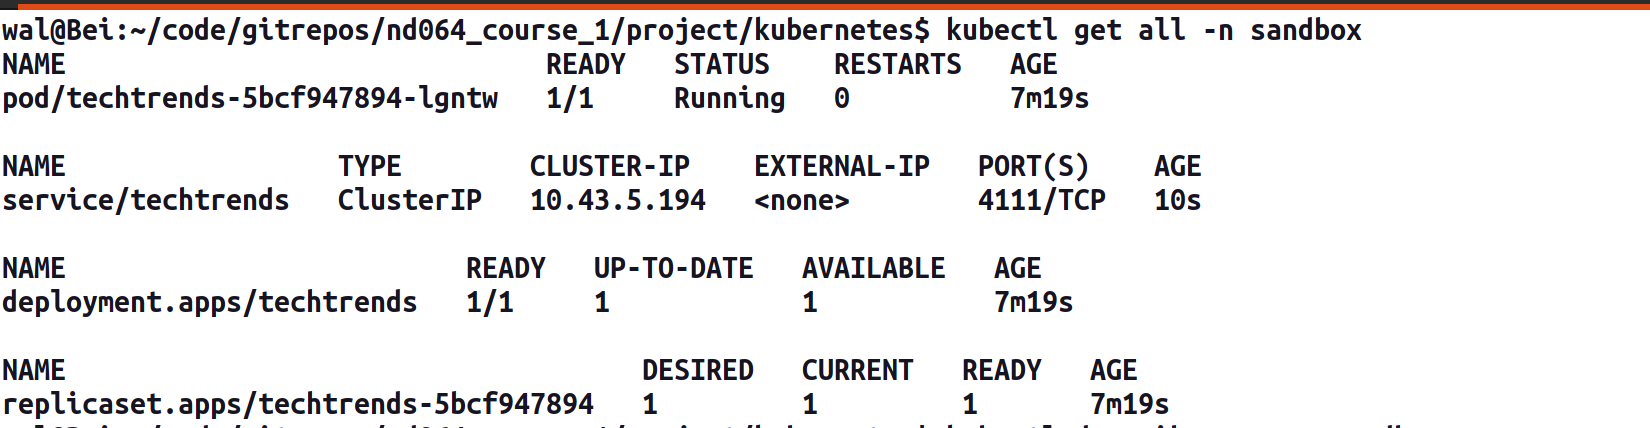 wal@Bei:~/code/gitrepos/nd064_course_1/project/kubernetes$ kubectl get all -n sandbox
NAME READY STATUS RESTARTS AGE
pod/techtrends-5bcf947894-lgntw 1/1 Running 0 7m19s
NAME TYPE CLUSTER-IP EXTERNAL-IP PORT(S) AGE
service/techtrends ClusterIP 10.43.5.194 <none> 4111/TCP 10s
NAME READY UP-TO-DATE AVAILABLE AGE
deployment.apps/techtrends 1/1 1 1 7m19s
NAME DESIRED CURRENT READY AGE
replicaset.apps/techtrends-5bcf947894 1 1 1 7m19s